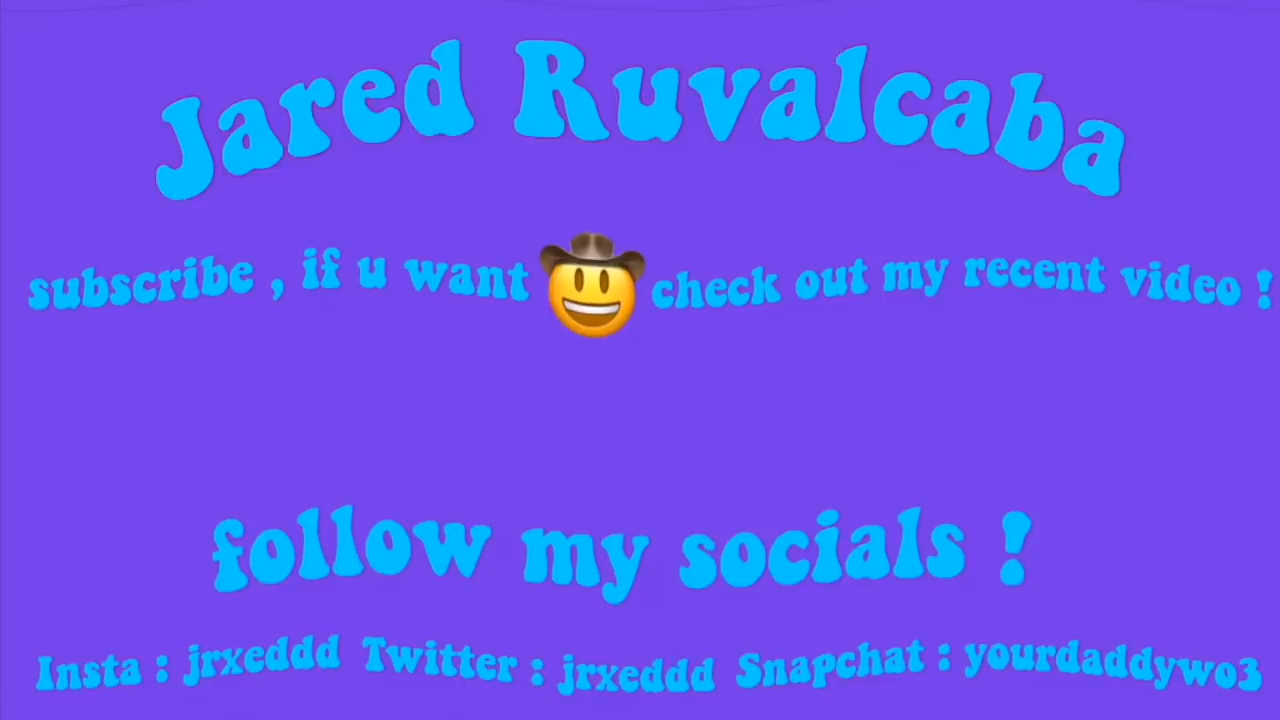 Jared Ruvalcaba
subscribe , if u want 🤠 check out my recent video !
follow my socials !
Insta : jrxeddd Twitter : jrxeddd Snapchat : yourdaddywo3